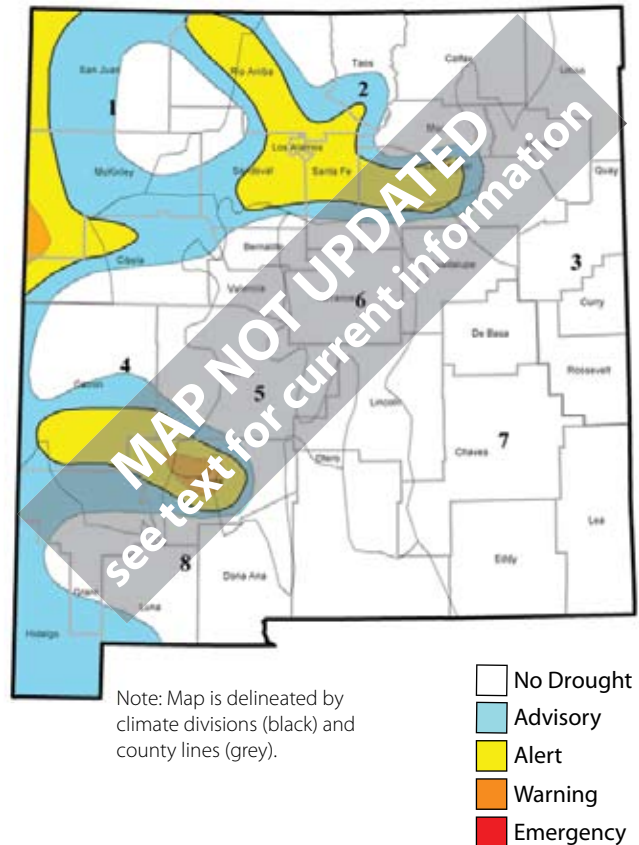 San Juan
Rio Arriba
Taos
Colfax
Union
1
2
Los Alamos
McKinley
Sandoval
Santa Fe
Quay
Cibola
Bernalillo
Guadalupe
3
Valencia
6
Curry
De Baca
4
Catron
5
Roosevelt
Lincoln
7
Chaves
Otero
Lea
8
Eddy
Grant
Dona Ana
Luna
Hidalgo
MAP NOT UPDATED
see text for current information
Note: Map is delineated by
climate divisions (black) and
county lines (grey).
No Drought
Advisory
Alert
Warning
Emergency